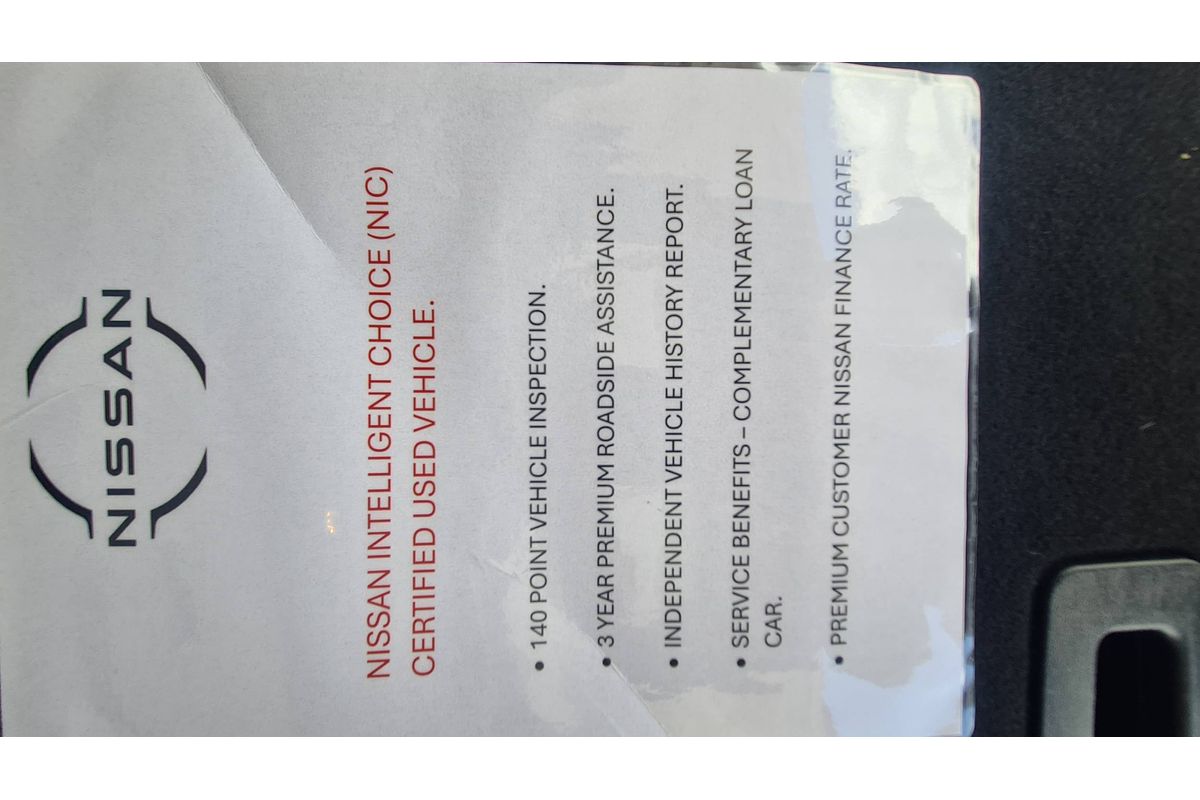 NISSAN
NISSAN INTELLIGENT CHOICE (NIC)
CERTIFIED USED VEHICLE.
• 140 POINT VEHICLE INSPECTION.
• 3 YEAR PREMIUM ROADSIDE ASSISTANCE.
• INDEPENDENT VEHICLE HISTORY REPORT.
• SERVICE BENEFITS – COMPLEMENTARY LOAN
CAR.
• PREMIUM CUSTOMER NISSAN FINANCE RATE.